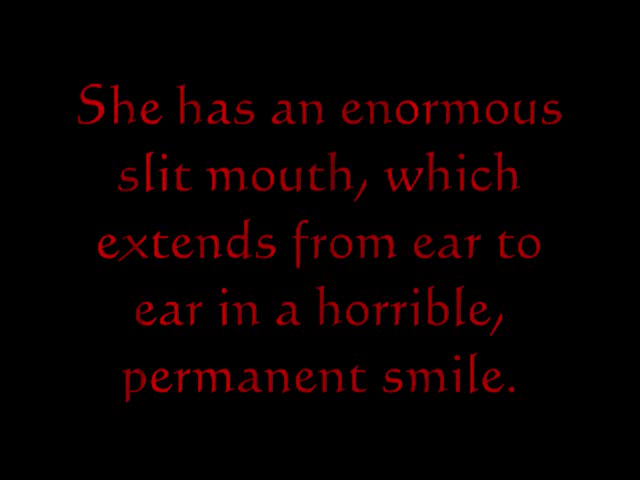 She has an enormous
slit mouth, which
extends from ear to
ear in a horrible,
permanent smile.